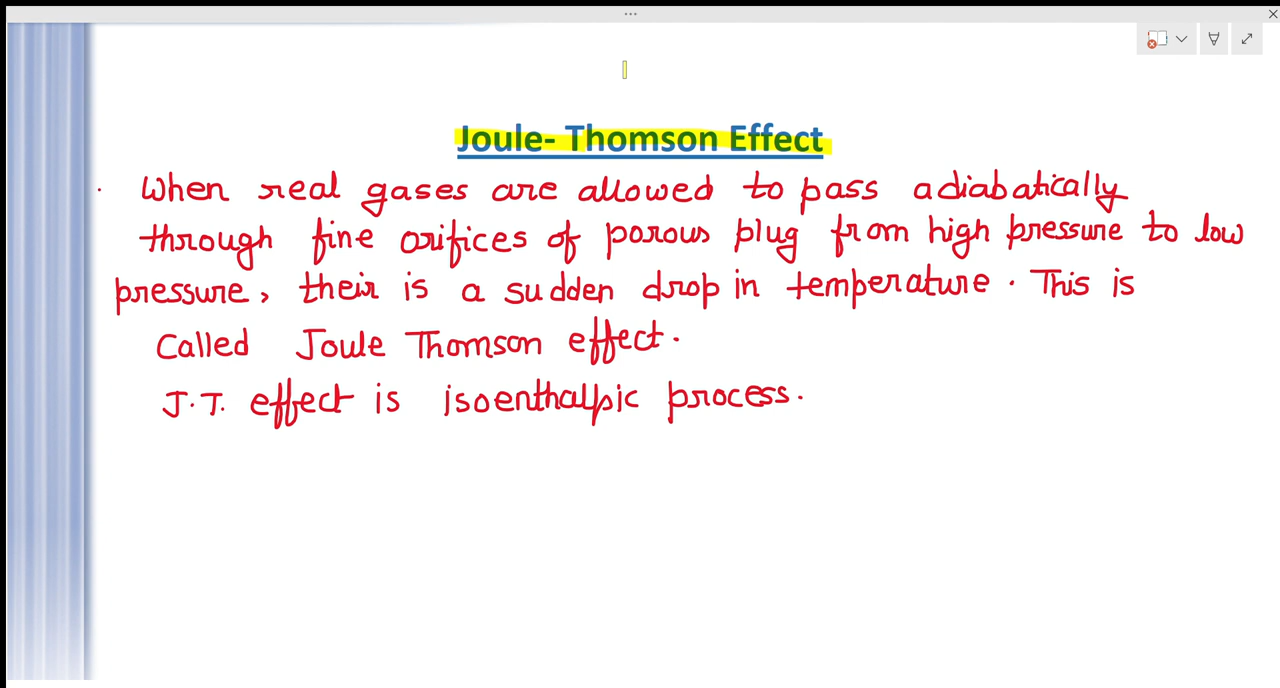 Joule- Thomson Effect
. When real gases are allowed to pass adiabatically
through fine orifices of porous plug from high pressure to low
pressure, their is a sudden drop in temperature. This is
Called Joule Thomson effect.
J.T. effect is isoenthalpic process.